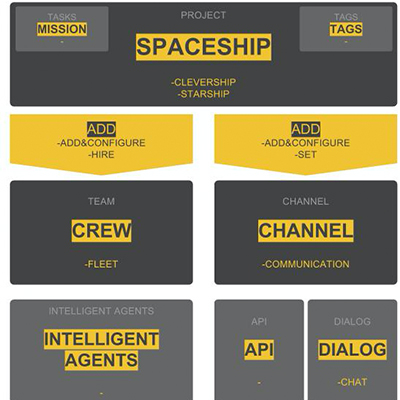 TASKS
MISSION
-
PROJECT
SPACESHIP
-CLEVERSHIP
-STARSHIP
TAGS
TAGS
-
ADD
-ADD&CONFIGURE
-HIRE
ADD
-ADD&CONFIGURE
-SET
TEAM
CREW
-FLEET
CHANNEL
CHANNEL
-COMMUNICATION
INTELLIGENT AGENTS
INTELLIGENT
AGENTS
-
API
API
-
DIALOG
DIALOG
-CHAT